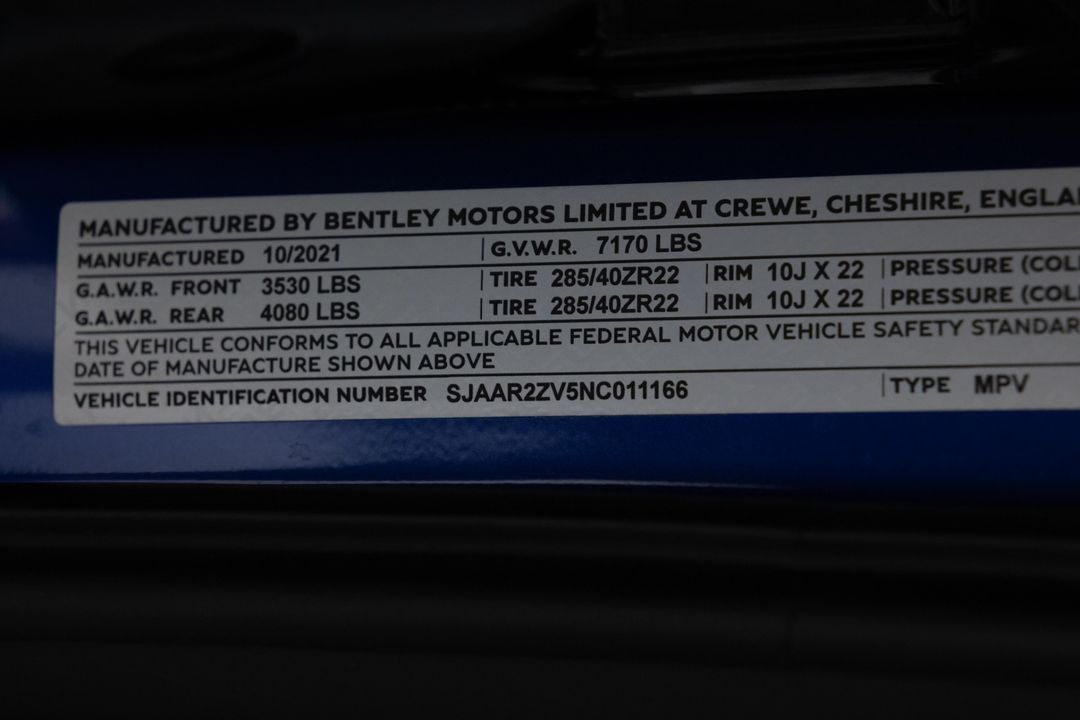 MANUFACTURED BY BENTLEY MOTORS LIMITED AT CREWE, CHESHIRE,
MANUFACTURED 10/2021 G.V.W.R. 7170 LBS
G.A.W.R. FRONT 3530 LBS TIRE 285/40ZR22 RIM 10J X 22 PRESSURE
G.A.W.R. REAR 4080 LBS TIRE 285/40ZR22 RIM 10J X 22 PRESSURE
THIS VEHICLE CONFORMS TO ALL APPLICABLE FEDERAL MOTOR VEHICLE SAFETY
DATE OF MANUFACTURE SHOWN ABOVE
VEHICLE IDENTIFICATION NUMBER SJAAR2ZV5NC011166 TYPE MPV